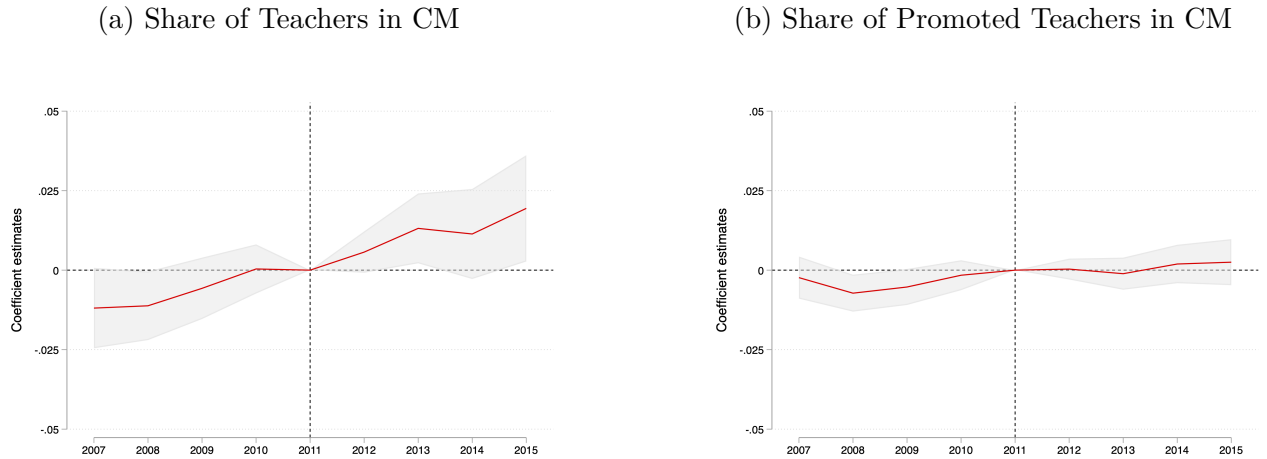 (a) Share of Teachers in CM
.05
.025
0
-.025
-.05
Coefficient estimates
2007 2008 2009 2010 2011 2012 2013 2014 2015
(b) Share of Promoted Teachers in CM
.05
.025
0
-.025
-.05
Coefficient estimates
2007 2008 2009 2010 2011 2012 2013 2014 2015